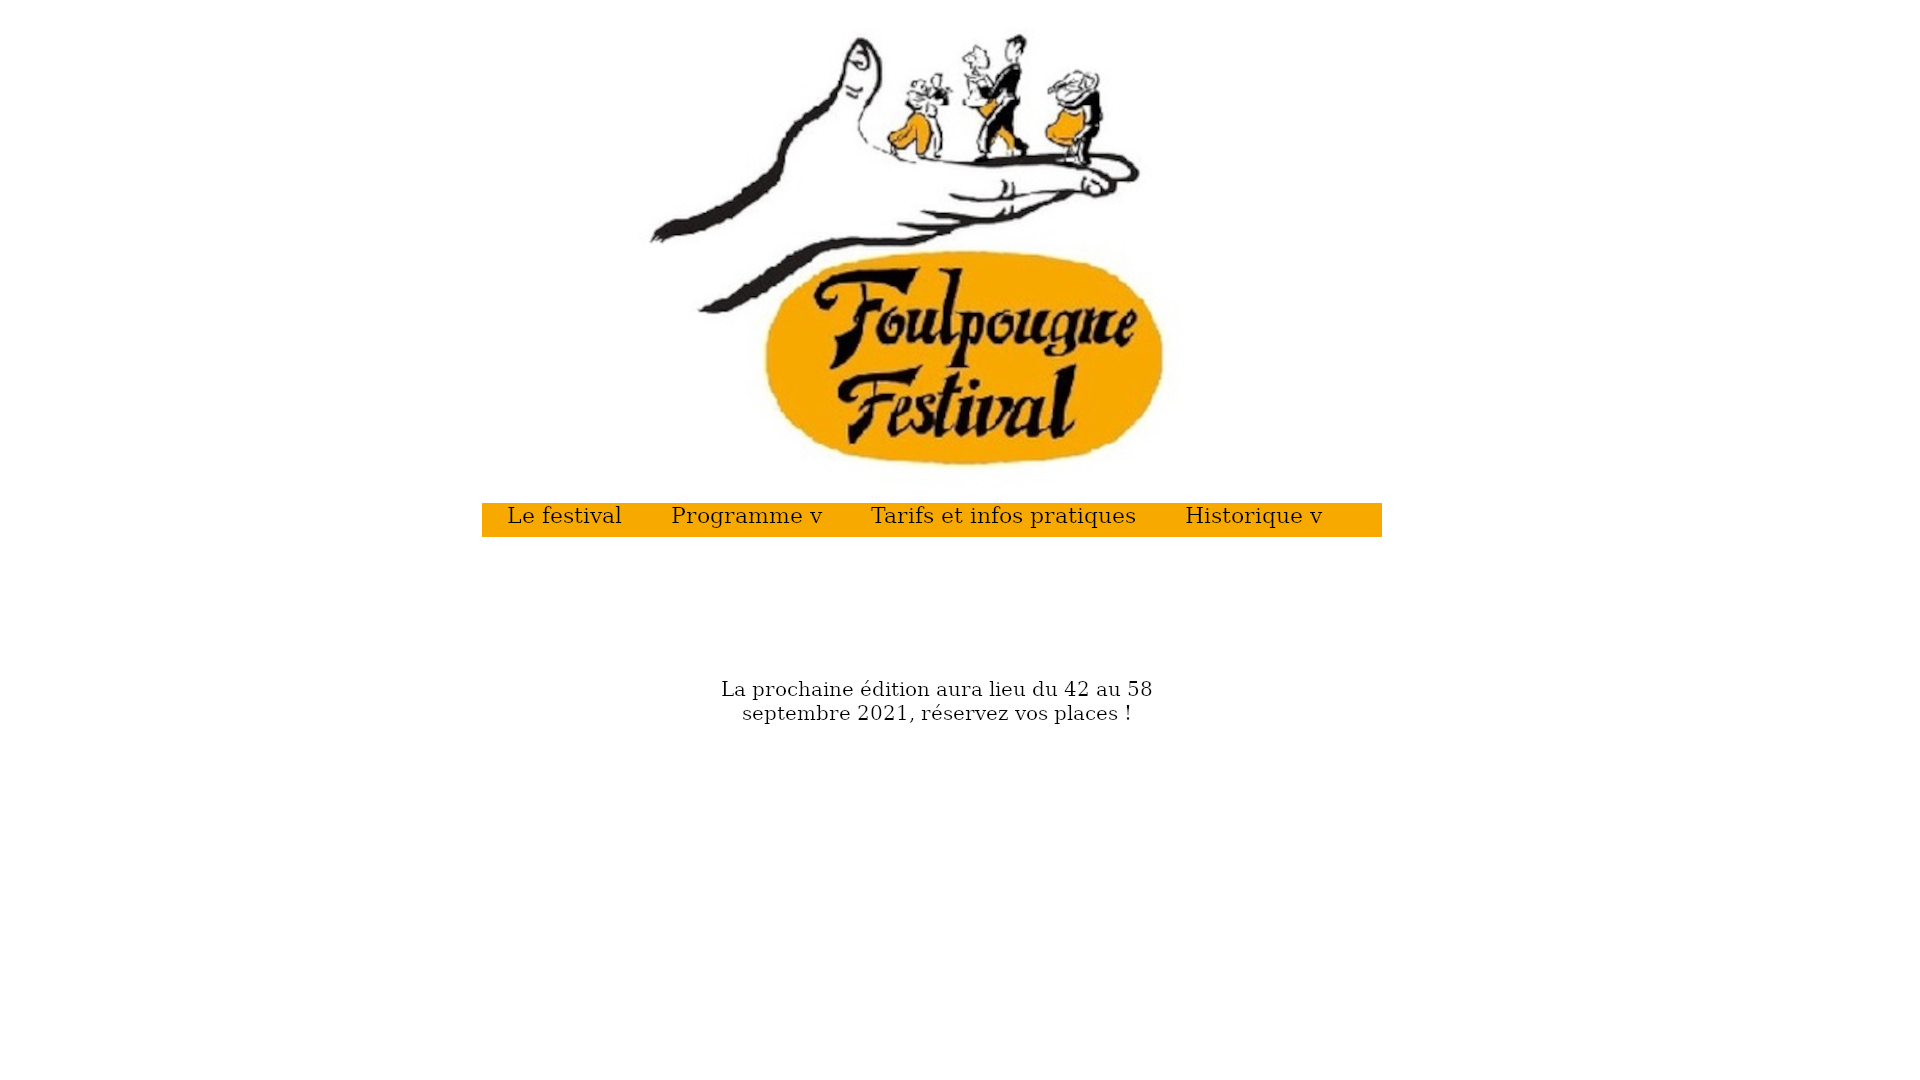 Foulpougne
Festival
Le festival Programme v Tarifs et infos pratiques Historique v
La prochaine édition aura lieu du 42 au 58
septembre 2021, réservez vos places !